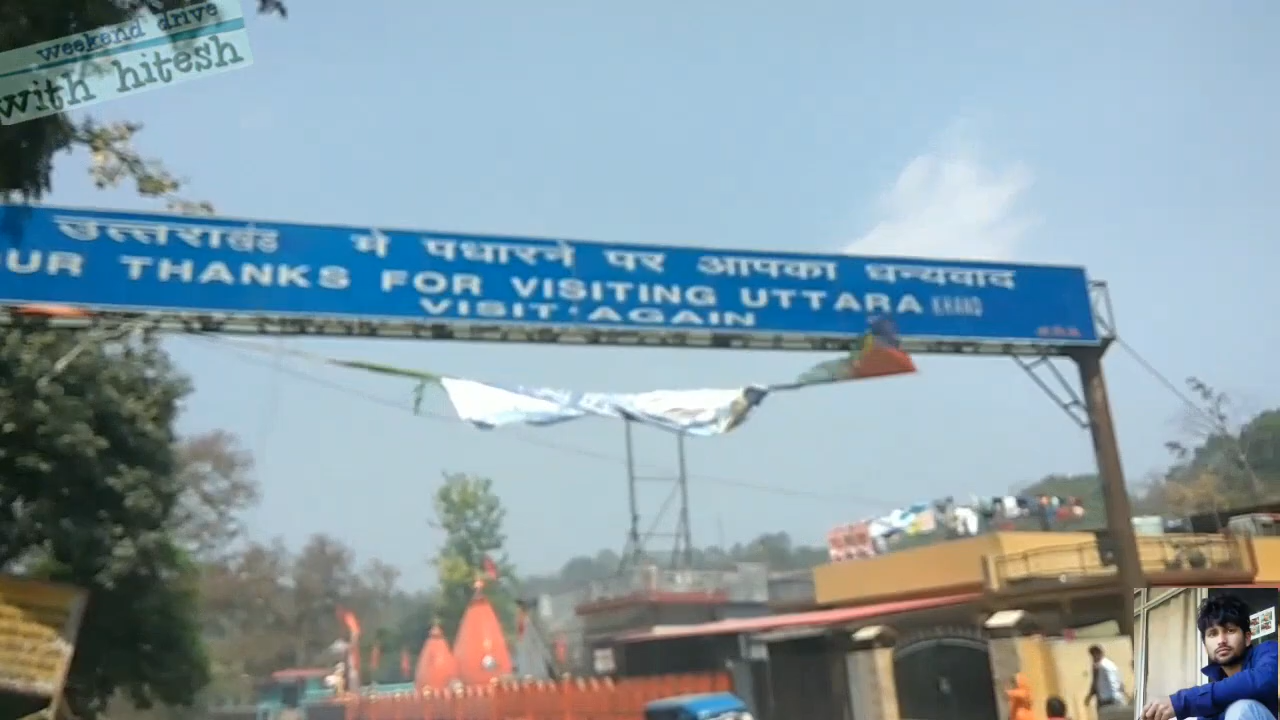 weekend drive
with hitesh
उत्तराखंड में पधारने पर आपका धन्यवाद
UR THANKS FOR VISITING UTTARA KHAND
VISIT AGAIN